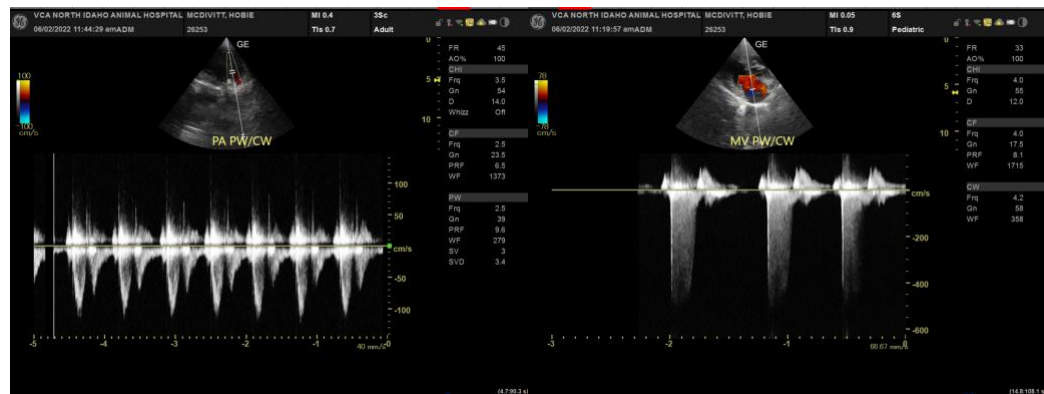 VCA NORTH IDAHO ANIMAL HOSPITAL MCDIVITT, HOBIE MI 0.4 3Sc
06/02/2022 11:44:29 amADM 26253 Tis 0.7 Adult
GE
100
-100
cm/s
PA PW/CW
0
5
10
FR 45
AO% 100
CHI
Frq 3.5
Gn 54
D 14.0
Whizz Off
CF
Frq 2.5
Gn 23.5
PRF 6.5
WF 1373
PW
Frq 2.5
Gn 39
PRF 9.6
WF 279
SV 3
SVD 3.4
100
50
cm/s
-50
-100
-5 -4 -3 -2 -1 -0
40 mm/s
(4.7:90.3 s)
VCA NORTH IDAHO ANIMAL HOSPITAL MCDIVITT, HOBIE MI 0.05 6S
06/02/2022 11:19:57 amADM 26253 Tis 0.9 Pediatric
GE
78
-78
cm/s
MV PW/CW
0
5
10
FR 33
AO% 100
CHI
Frq 4.0
Gn 55
D 12.0
CF
Frq 4.0
Gn 17.5
PRF 8.1
WF 1715
CW
Frq 4.2
Gn 58
WF 358
cm/s
-200
-400
-600
-3 -2 -1 0
66.67 mm/s
(14.8:108.1 s